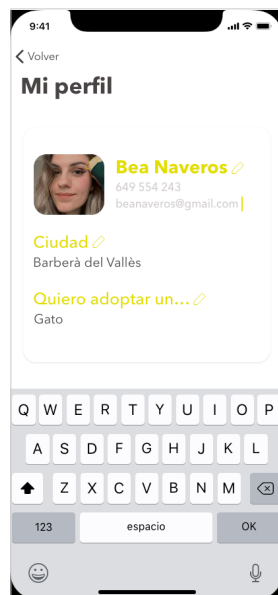 9:41
Volver
Mi perfil
Bea Naveros
649 554 243
beanaveros@gmail.com
Ciudad
Barberà del Vallès
Quiero adoptar un...
Gato
Q W E R T Y U I O P
A S D F G H J K L
Z X C V B N M
123 espacio OK